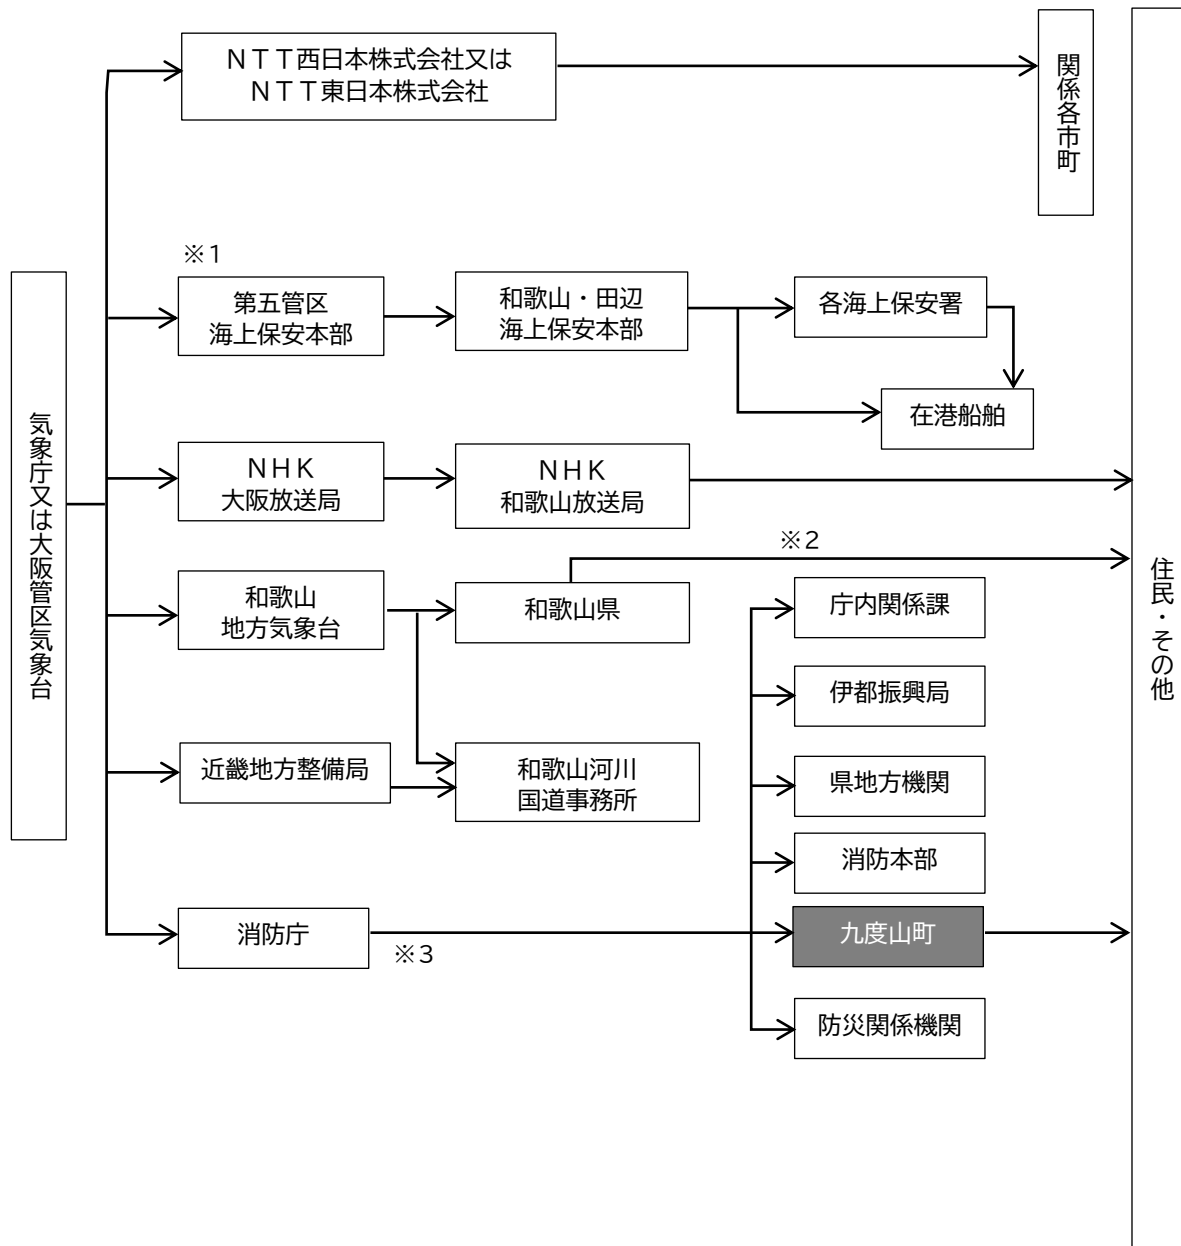 ＮＴＴ西日本株式会社又は
ＮＴＴ東日本株式会社
関係各市町
※1
第五管区
海上保安本部
和歌山・田辺
海上保安本部
各海上保安署
在港船舶
気象庁又は大阪管区気象台
ＮＨＫ
大阪放送局
ＮＨＫ
和歌山放送局
※2
和歌山
地方気象台
和歌山県
庁内関係課
住民・その他
伊都振興局
近畿地方整備局
和歌山河川
国道事務所
県地方機関
消防本部
消防庁
※3
九度山町
防災関係機関